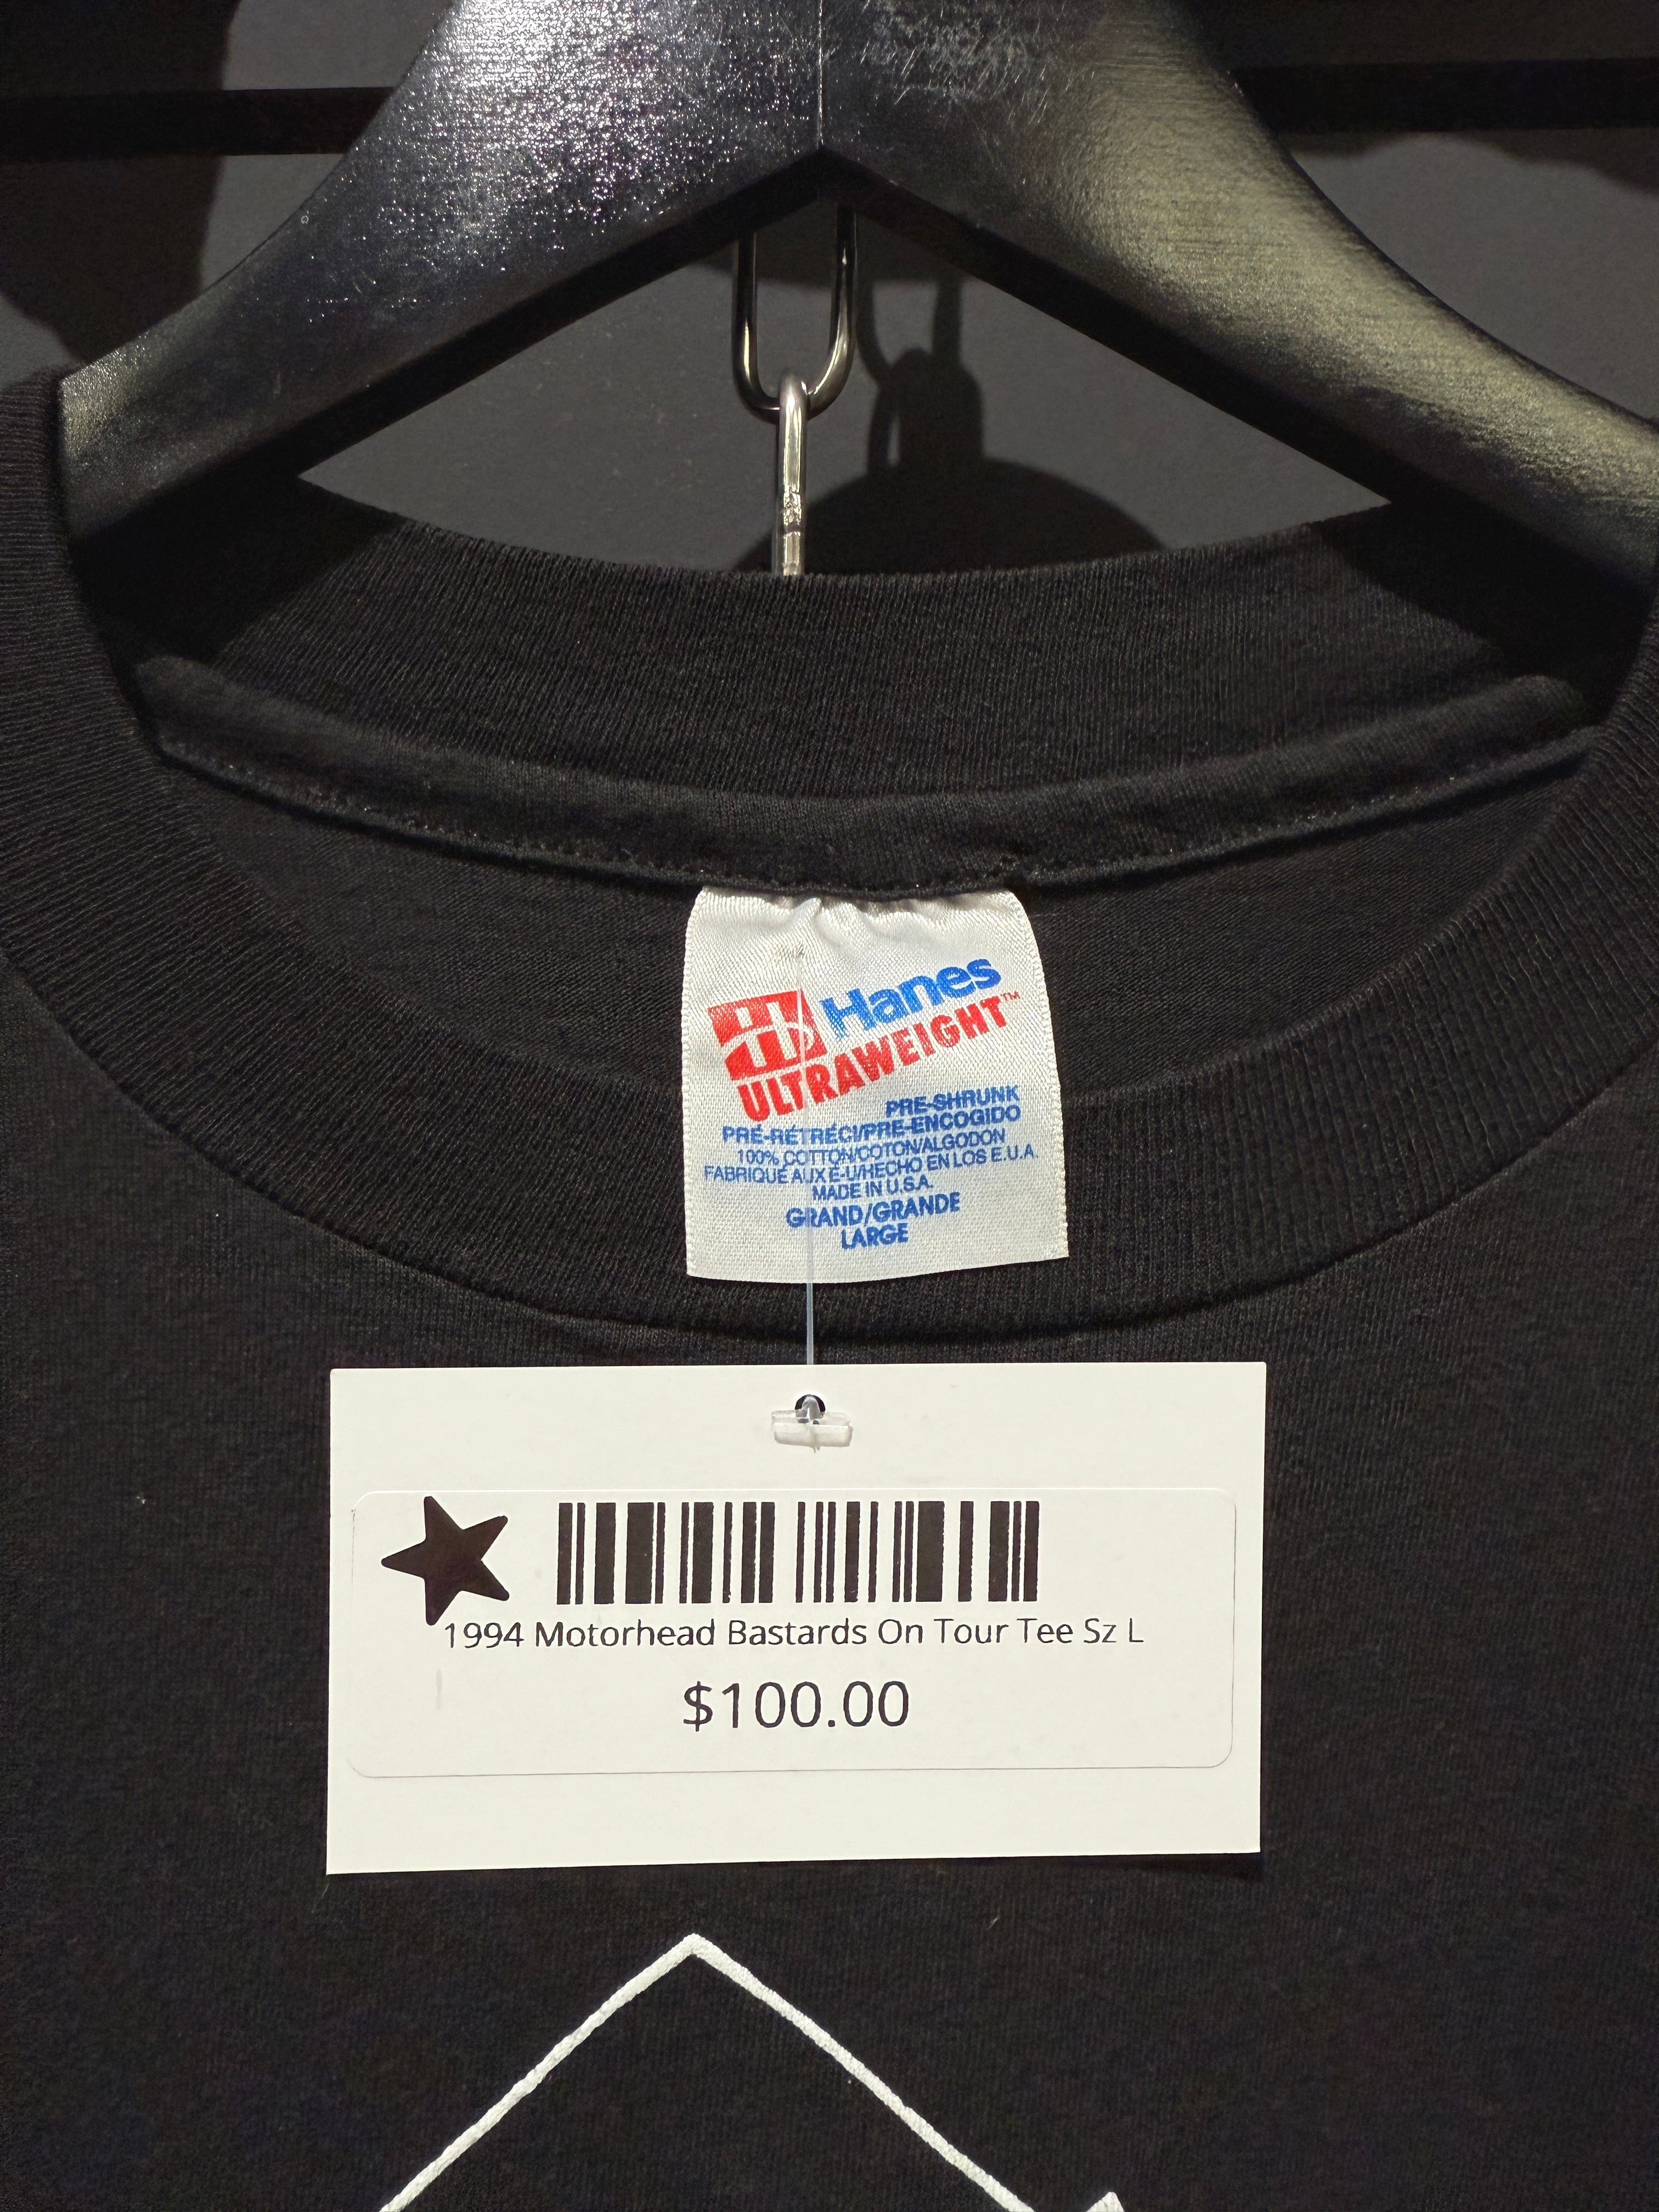 Hanes
ULTRAWEIGHT™
PRE-SHRUNK
PRÉ-RÉTRÉCI/PRE-ENCOGIDO
100% COTTON/COTON/ALGODON
FABRIQUÉ AUX É-U/HECHO EN LOS E.U.A.
MADE IN U.S.A.
GRAND/GRANDE
LARGE
1994 Motorhead Bastards On Tour Tee Sz L
$100.00